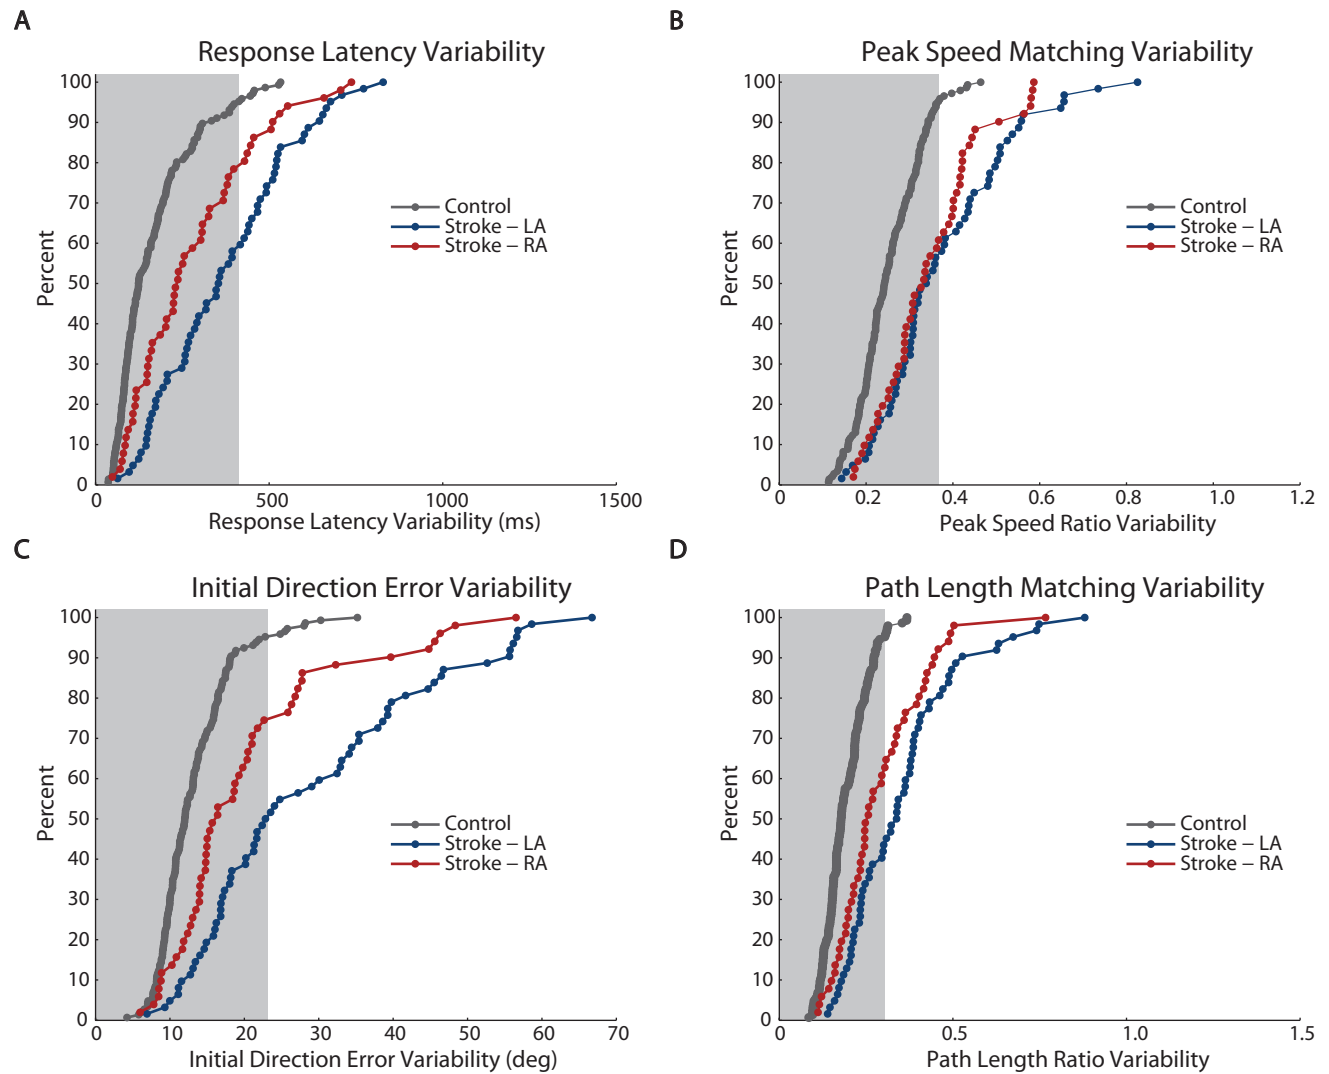 A
Response Latency Variability
100
90
80
70
60
50
40
30
20
10
0
Percent
Control
Stroke – LA
Stroke – RA
0 500 1000 1500
Response Latency Variability (ms)
B
Peak Speed Matching Variability
100
90
80
70
60
50
40
30
20
10
0
Percent
Control
Stroke – LA
Stroke – RA
0 0.2 0.4 0.6 0.8 1.0 1.2
Peak Speed Ratio Variability
C
Initial Direction Error Variability
100
90
80
70
60
50
40
30
20
10
0
Percent
Control
Stroke – LA
Stroke – RA
0 10 20 30 40 50 60 70
Initial Direction Error Variability (deg)
D
Path Length Matching Variability
100
90
80
70
60
50
40
30
20
10
0
Percent
Control
Stroke – LA
Stroke – RA
0 0.5 1.0 1.5
Path Length Ratio Variability